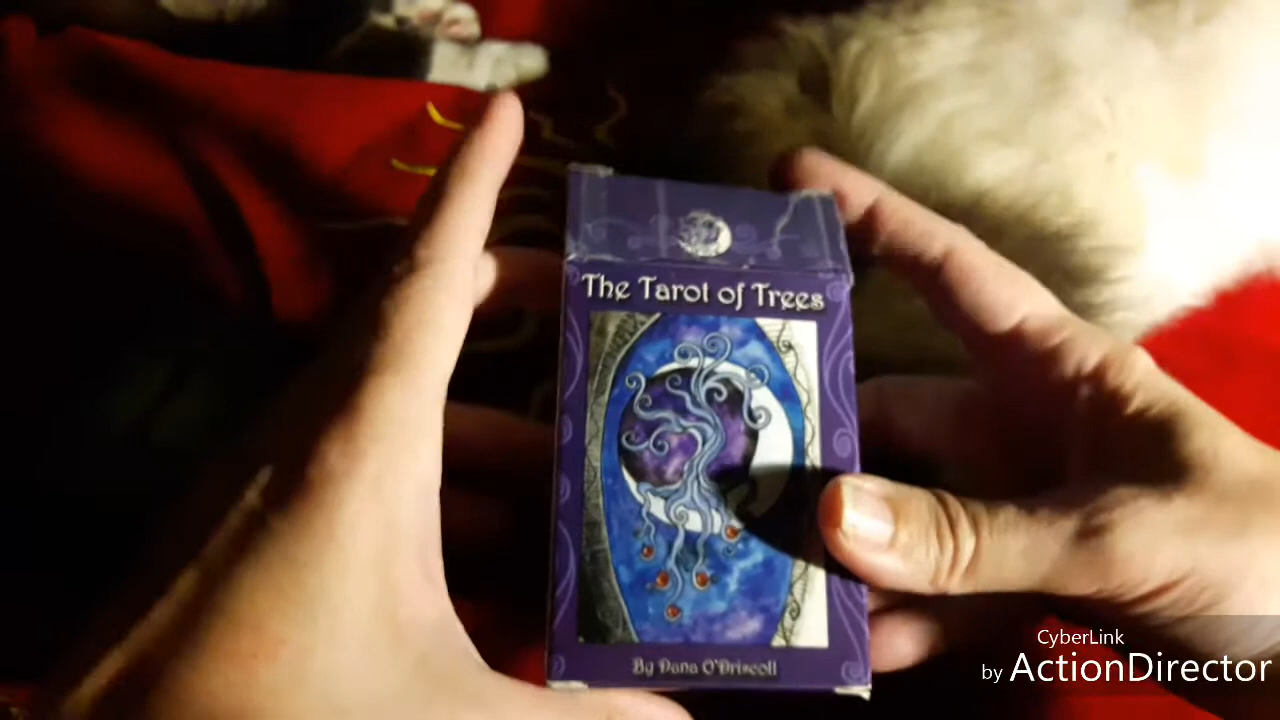 The Tarot of Trees
By Dana O'Driscoll
CyberLink
by ActionDirector